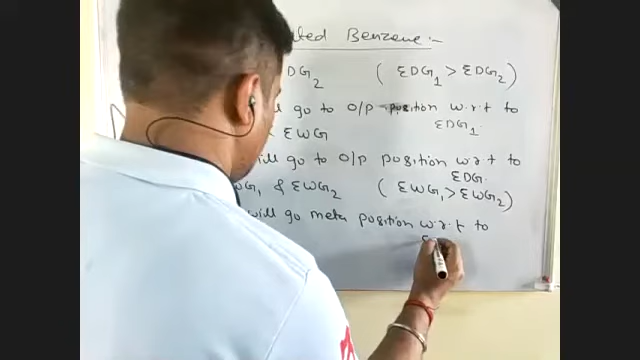 ted Benzene :-
DG2 ( EDG1 > EDG2 )
ll go to o/p position w.r.t to
EDG1.
EWG
ill go to o/p position w.r.t to
EDG.
WG1 & EWG2 ( EWG1 > EWG2 )
will go meta position w.r.t to